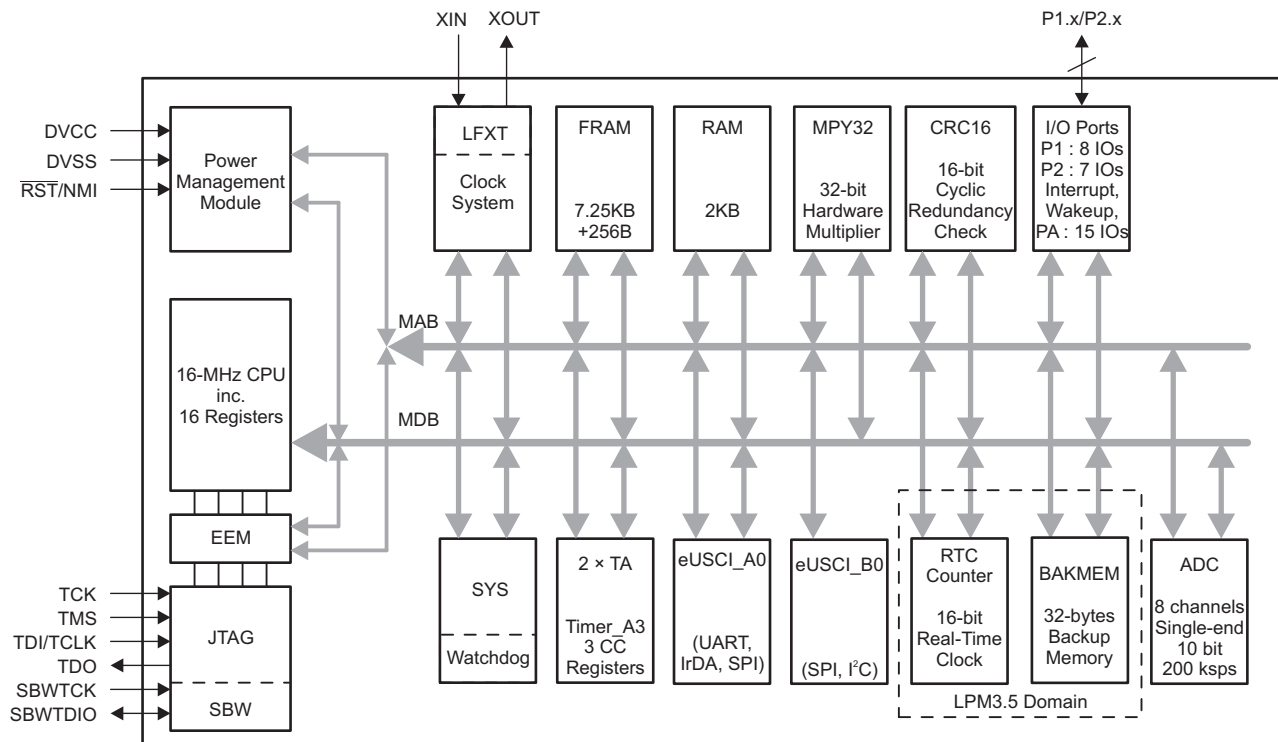 XIN
XOUT
P1.x/P2.x
DVCC
DVSS
RST/NMI
Power
Management
Module
LFXT
Clock
System
FRAM
7.25KB
+256B
RAM
2KB
MPY32
32-bit
Hardware
Multiplier
CRC16
16-bit
Cyclic
Redundancy
Check
I/O Ports
P1 : 8 IOs
P2 : 7 IOs
Interrupt,
Wakeup,
PA : 15 IOs
MAB
16-MHz CPU
inc.
16 Registers
MDB
EEM
TCK
TMS
TDI/TCLK
TDO
SBWTCK
SBWTDIO
JTAG
SBW
SYS
Watchdog
2 × TA
Timer_A3
3 CC
Registers
eUSCI_A0
(UART,
IrDA, SPI)
eUSCI_B0
(SPI, I²C)
RTC
Counter
16-bit
Real-Time
Clock
BAKMEM
32-bytes
Backup
Memory
LPM3.5 Domain
ADC
8 channels
Single-end
10 bit
200 ksps